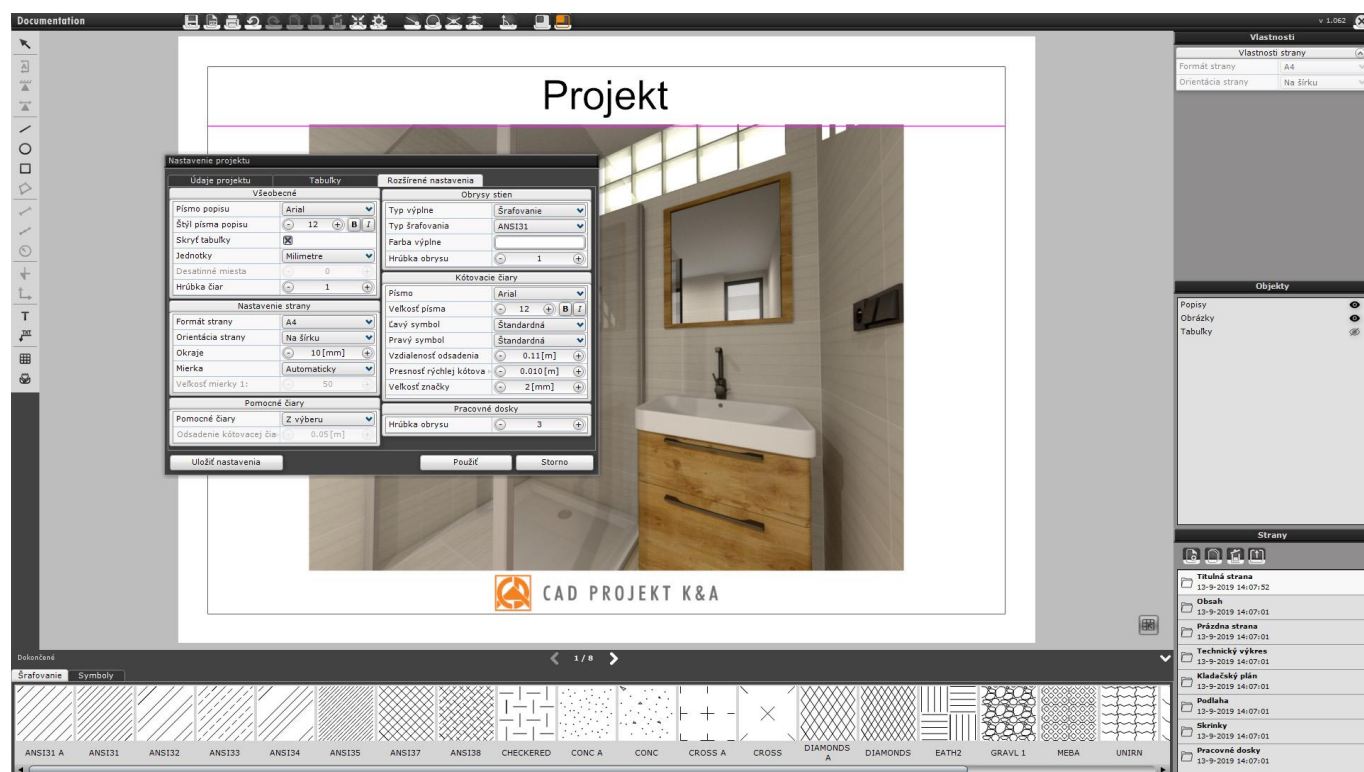 Documentation
v 1.062
Projekt
CAD PROJEKT K&A
Nastavenie projektu
Údaje projektu
Tabuľky
Rozšírené nastavenia
Všeobecné
Písmo popisu Arial
Štýl písma popisu 12 B I
Skryť tabuľky
Jednotky Milimetre
Desatinné miesta 0
Hrúbka čiar 1
Nastavenie strany
Formát strany A4
Orientácia strany Na šírku
Okraje 10[mm]
Mierka Automaticky
Veľkosť mierky 1: 50
Pomocné čiary
Pomocné čiary Z výberu
Odsadenie kótovacej čia 0.05[m]
Obrysy stien
Typ výplne Šrafovanie
Typ šrafovania ANSI31
Farba výplne
Hrúbka obrysu 1
Kótovacie čiary
Písmo Arial
Veľkosť písma 12 B I
Ľavý symbol Štandardná
Pravý symbol Štandardná
Vzdialenosť odsadenia 0.11[m]
Presnosť rýchlej kótova 0.010[m]
Veľkosť značky 2[mm]
Pracovné dosky
Hrúbka obrysu 3
Uložiť nastavenia
Použiť
Storno
Vlastnosti
Vlastnosti strany
Formát strany A4
Orientácia strany Na šírku
Objekty
Popisy
Obrázky
Tabuľky
Strany
Titulná strana
13-9-2019 14:07:52
Obsah
13-9-2019 14:07:01
Prázdna strana
13-9-2019 14:07:01
Technický výkres
13-9-2019 14:07:01
Kladačský plán
13-9-2019 14:07:01
Podlaha
13-9-2019 14:07:01
Skrinky
13-9-2019 14:07:01
Pracovné dosky
13-9-2019 14:07:01
Dokončené
1 / 8
Šrafovanie
Symboly
ANSI31 A
ANSI31
ANSI32
ANSI33
ANSI34
ANSI35
ANSI37
ANSI38
CHECKERED
CONC A
CONC
CROSS A
CROSS
DIAMONDS A
DIAMONDS
EATH2
GRAVL 1
MEBA
UNIRN